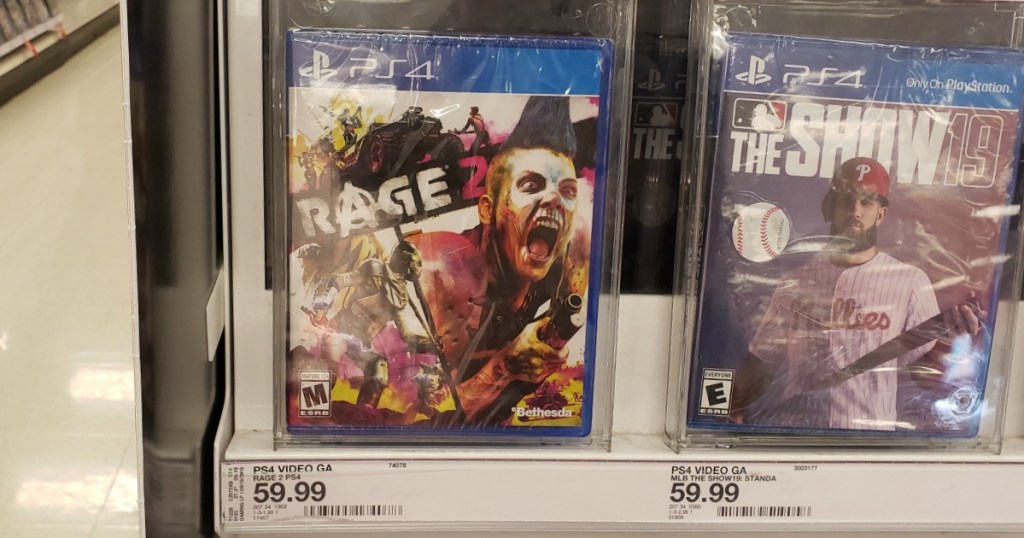 PS4
RAGE 2
MATURE 17+
M
ESRB
Bethesda
PS4
Only On PlayStation.
THE SHOW 19
P
Phillies
EVERYONE
E
ESRB
THE
PS4 VIDEO GA 74078
RAGE 2 PS4
59.99
PS4 VIDEO GA 3003177
MLB THE SHOW19: STANDA
59.99